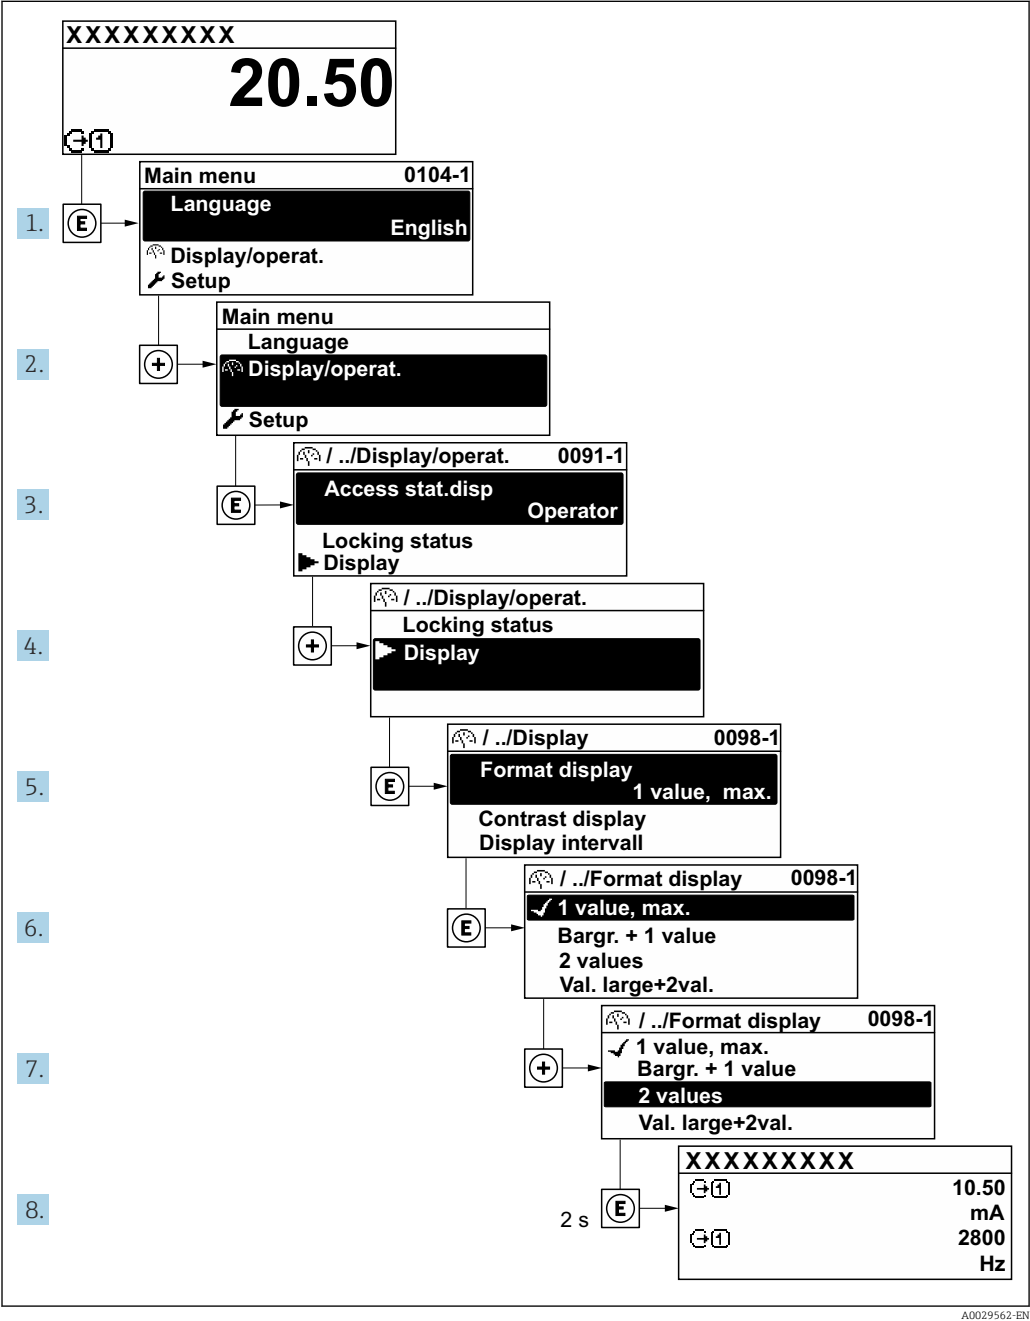 XXXXXXXXX
20.50
1
Main menu 0104-1
Language
English
Display/operat.
Setup
1. E
Main menu
Language
Display/operat.
Setup
2. +
/ ../Display/operat. 0091-1
Access stat.disp
Operator
Locking status
Display
3. E
/ ../Display/operat.
Locking status
Display
4. +
/ ../Display 0098-1
Format display
1 value, max.
Contrast display
Display intervall
5. E
/ ../Format display 0098-1
✓ 1 value, max.
Bargr. + 1 value
2 values
Val. large+2val.
6. E
/ ../Format display 0098-1
✓ 1 value, max.
Bargr. + 1 value
2 values
Val. large+2val.
7. +
XXXXXXXXX
1 10.50
mA
1 2800
Hz
8. 2 s E
A0029562-EN